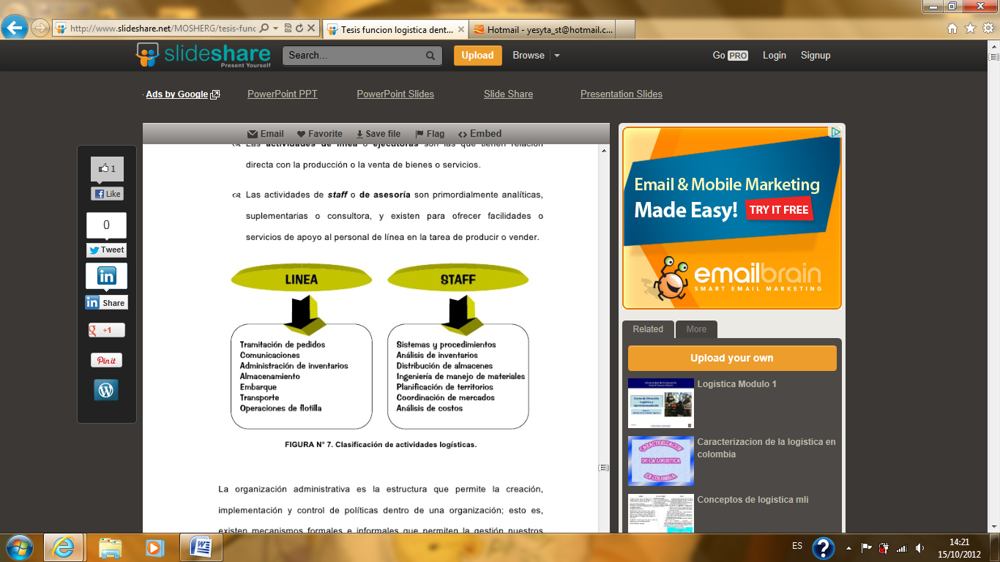 http://www.slideshare.net/MOSHERG/tesis-func
Tesis funcion logistica dent...
Hotmail - yesyta_st@hotmail.c...
slideshare
Present Yourself
Search...
Upload
Browse
Go PRO
Login
Signup
Ads by Google
PowerPoint PPT
PowerPoint Slides
Slide Share
Presentation Slides
Email
Favorite
Save file
Flag
Embed
1
Like
0
Tweet
in
in Share
g +1
Pin it
Las actividades de línea o ejecutoras son las que tienen relación
directa con la producción o la venta de bienes o servicios.
Las actividades de staff o de asesoría son primordialmente analíticas,
suplementarias o consultora, y existen para ofrecer facilidades o
servicios de apoyo al personal de línea en la tarea de producir o vender.
LINEA
Tramitación de pedidos
Comunicaciones
Administración de inventarios
Almacenamiento
Embarque
Transporte
Operaciones de flotilla
STAFF
Sistemas y procedimientos
Análisis de inventarios
Distribución de almacenes
Ingeniería de manejo de materiales
Planificación de territorios
Coordinación de mercados
Análisis de costos
FIGURA N° 7. Clasificación de actividades logísticas.
La organización administrativa es la estructura que permite la creación,
implementación y control de políticas dentro de una organización; esto es,
existen mecanismos formales e informales que permiten la gestión nuestros
Email & Mobile Marketing
Made Easy! TRY IT FREE
emailbrain
SMART EMAIL MARKETING
Related
More
Upload your own
Logistica Modulo 1
CARACTERIZACION
DE LA LOGISTICA
EN COLOMBIA
Caracterizacion de la logistica en
colombia
Conceptos de logistica mli
ES
14:21
15/10/2012